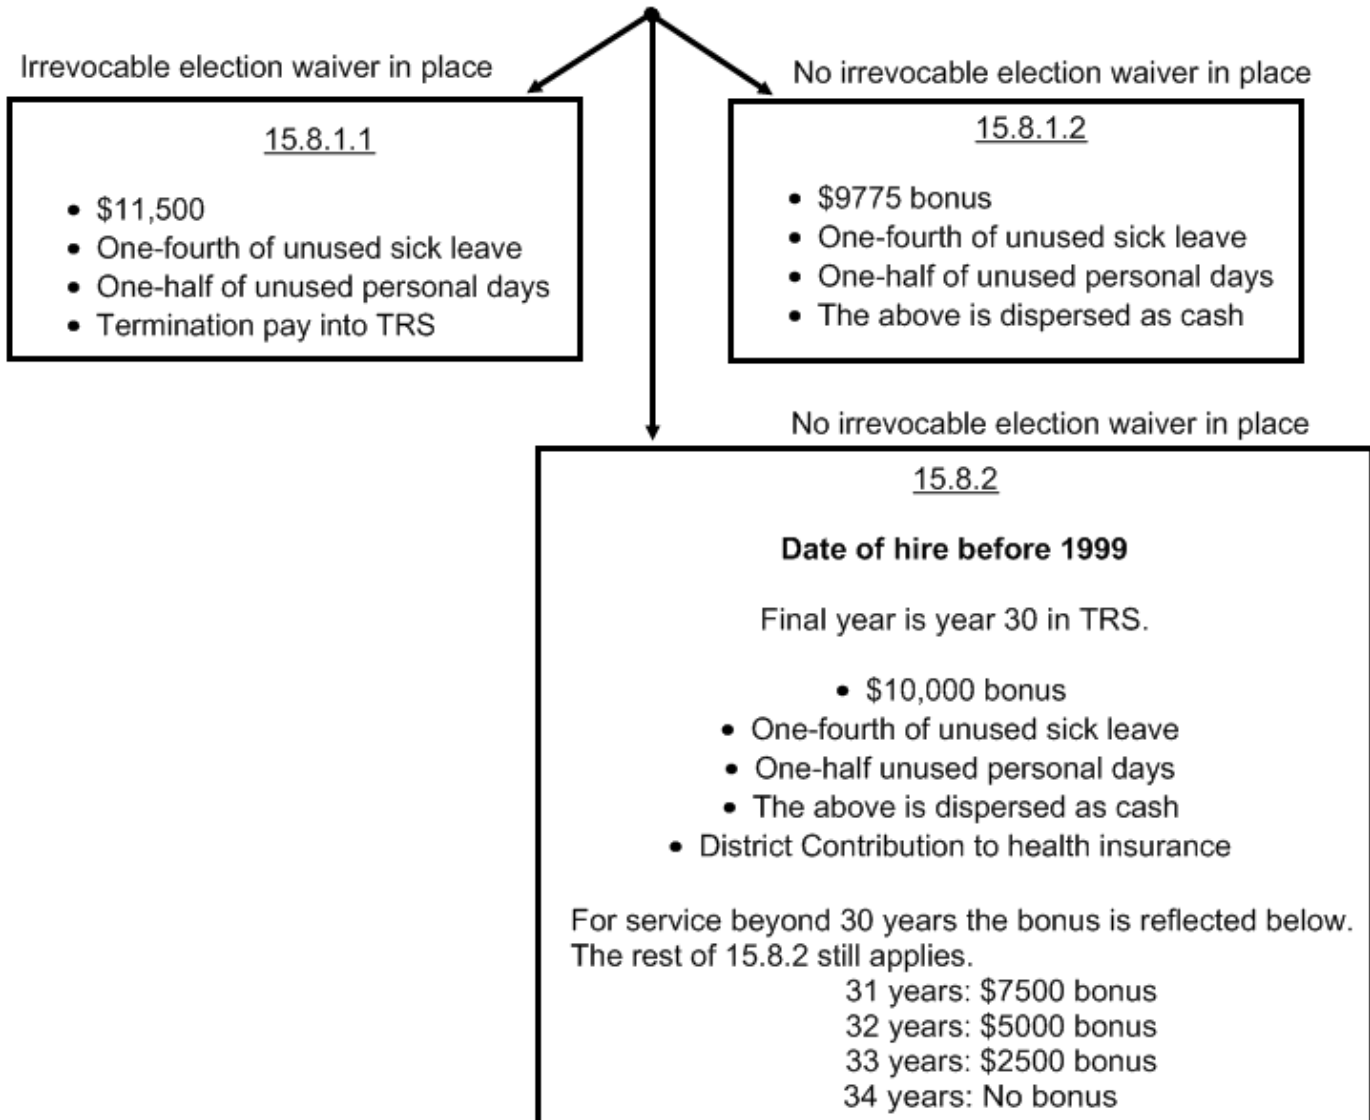 Irrevocable election waiver in place
15.8.1.1
• $11,500
• One-fourth of unused sick leave
• One-half of unused personal days
• Termination pay into TRS
No irrevocable election waiver in place
15.8.1.2
• $9775 bonus
• One-fourth of unused sick leave
• One-half of unused personal days
• The above is dispersed as cash
No irrevocable election waiver in place
15.8.2
Date of hire before 1999
Final year is year 30 in TRS.
• $10,000 bonus
• One-fourth of unused sick leave
• One-half unused personal days
• The above is dispersed as cash
• District Contribution to health insurance
For service beyond 30 years the bonus is reflected below.
The rest of 15.8.2 still applies.
31 years: $7500 bonus
32 years: $5000 bonus
33 years: $2500 bonus
34 years: No bonus